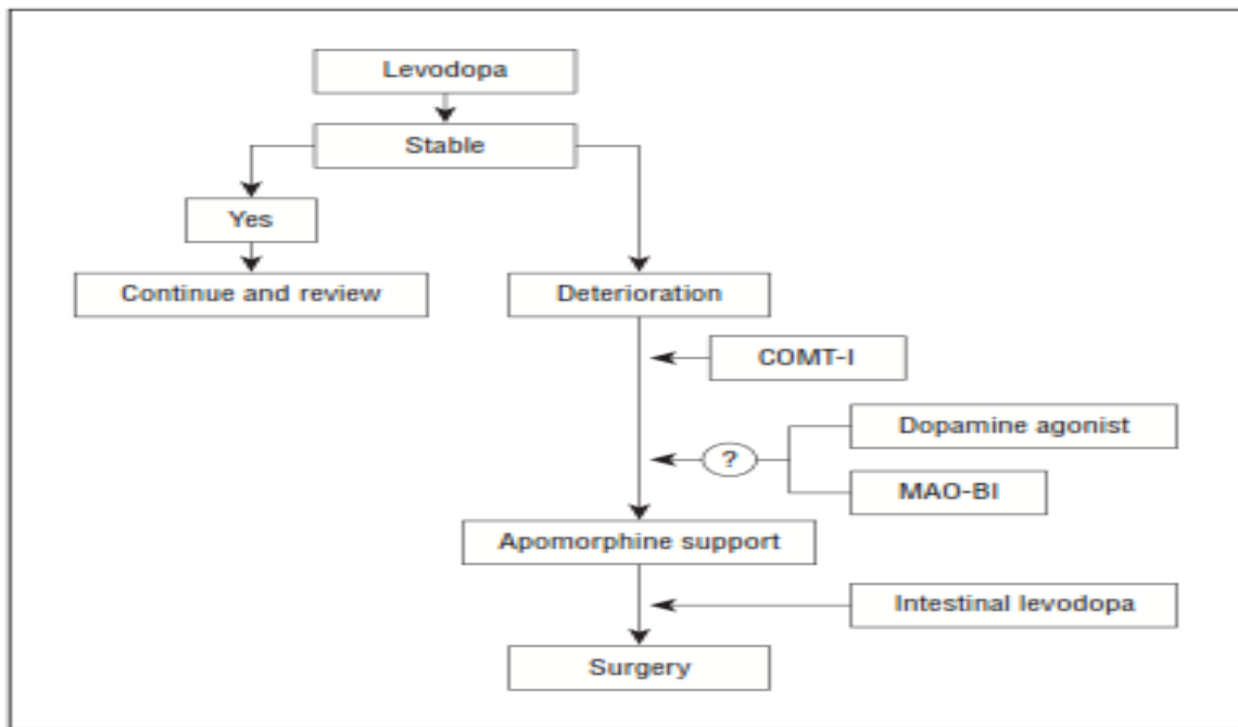 Levodopa
Stable
Yes
Continue and review
Deterioration
COMT-I
Dopamine agonist
?
MAO-BI
Apomorphine support
Intestinal levodopa
Surgery